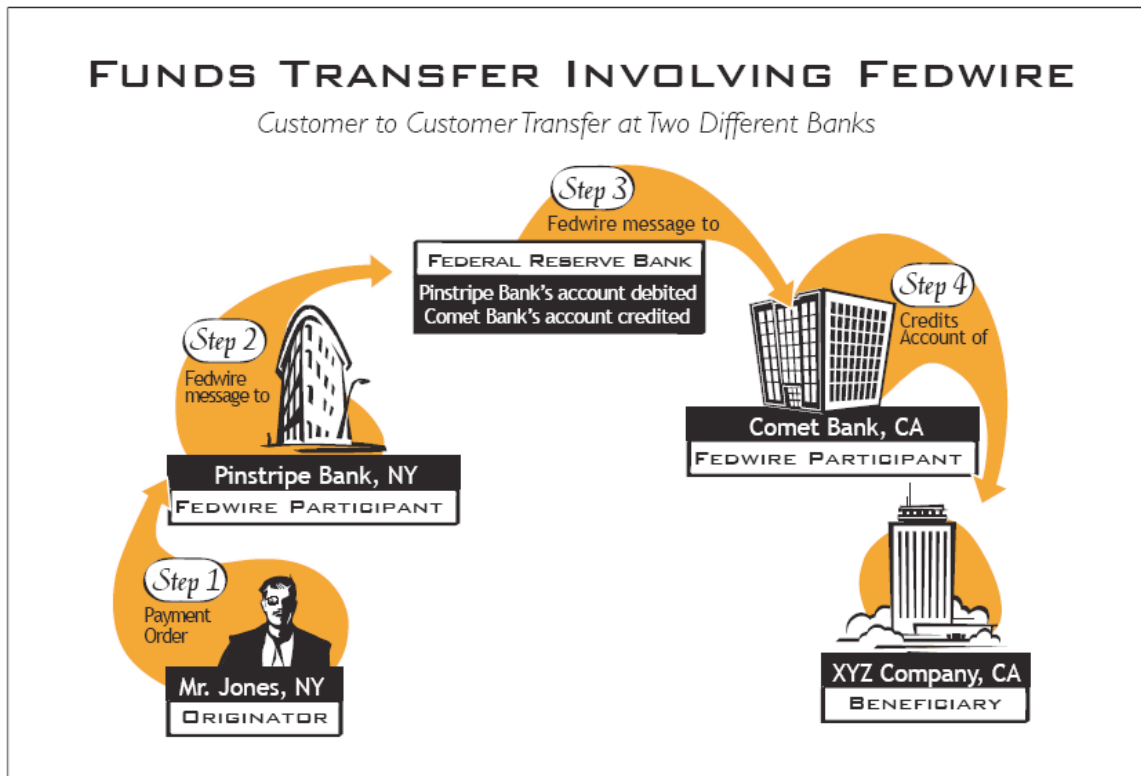 FUNDS TRANSFER INVOLVING FEDWIRE
Customer to Customer Transfer at Two Different Banks
Step 1
Payment
Order
Mr. Jones, NY
ORIGINATOR
Step 2
Fedwire
message to
Pinstripe Bank, NY
FEDWIRE PARTICIPANT
Step 3
Fedwire message to
FEDERAL RESERVE BANK
Pinstripe Bank's account debited
Comet Bank's account credited
Step 4
Credits
Account of
Comet Bank, CA
FEDWIRE PARTICIPANT
XYZ Company, CA
BENEFICIARY